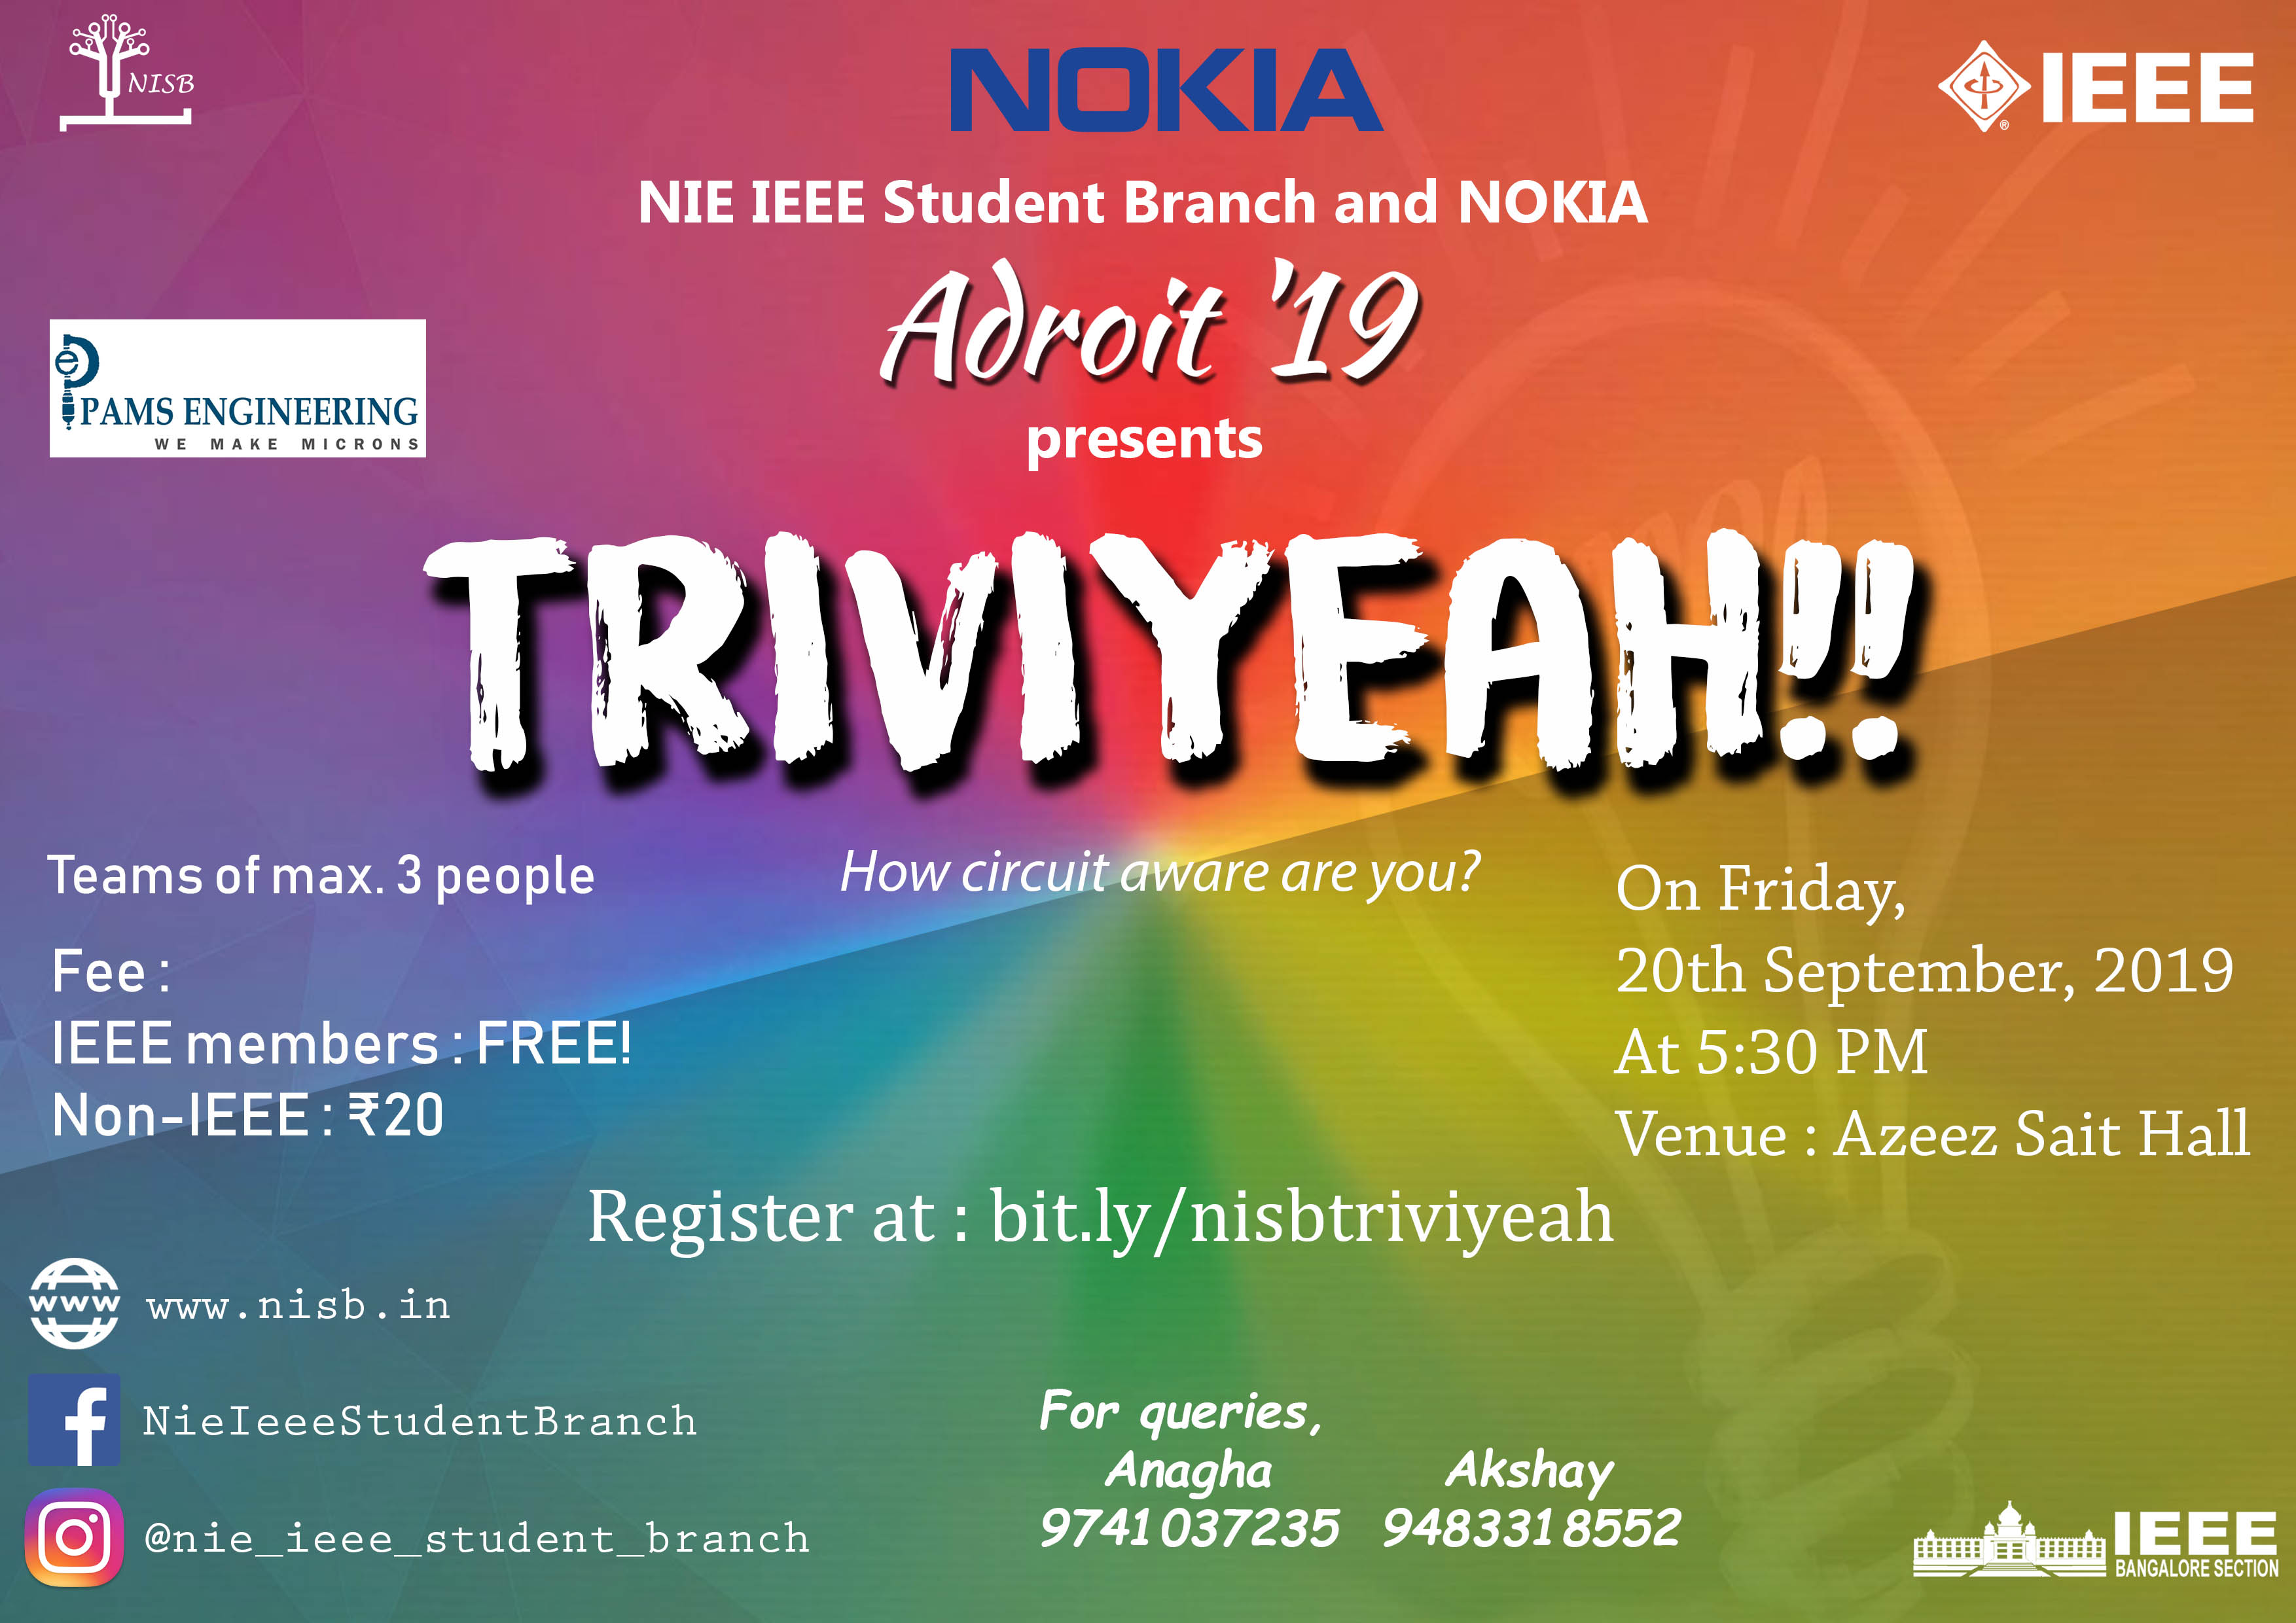 NISB
NOKIA
IEEE
NIE IEEE Student Branch and NOKIA
Adroit '19
presents
PAMS ENGINEERING
WE MAKE MICRONS
TRIVIYEAH!!
How circuit aware are you?
Teams of max. 3 people
Fee :
IEEE members : FREE!
Non-IEEE : ₹20
On Friday,
20th September, 2019
At 5:30 PM
Venue : Azeez Sait Hall
Register at : bit.ly/nisbtriviyeah
www
www.nisb.in
NieIeeeStudentBranch
@nie_ieee_student_branch
For queries,
Anagha
9741037235
Akshay
9483318552
IEEE
BANGALORE SECTION